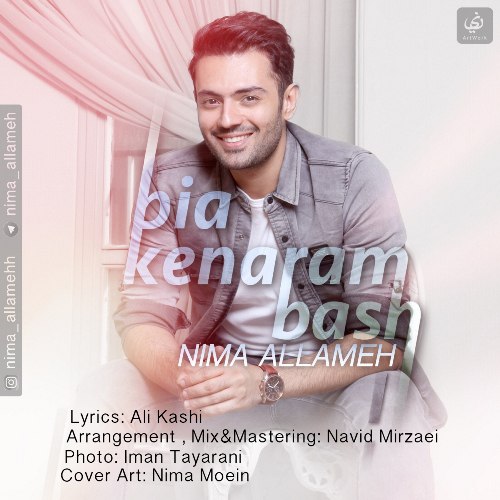 ArtWorK
nima_allameh
nima_allamehh
bia
kenaram
bash
NIMA ALLAMEH
Lyrics: Ali Kashi
Arrangement , Mix&Mastering: Navid Mirzaei
Photo: Iman Tayarani
Cover Art: Nima Moein